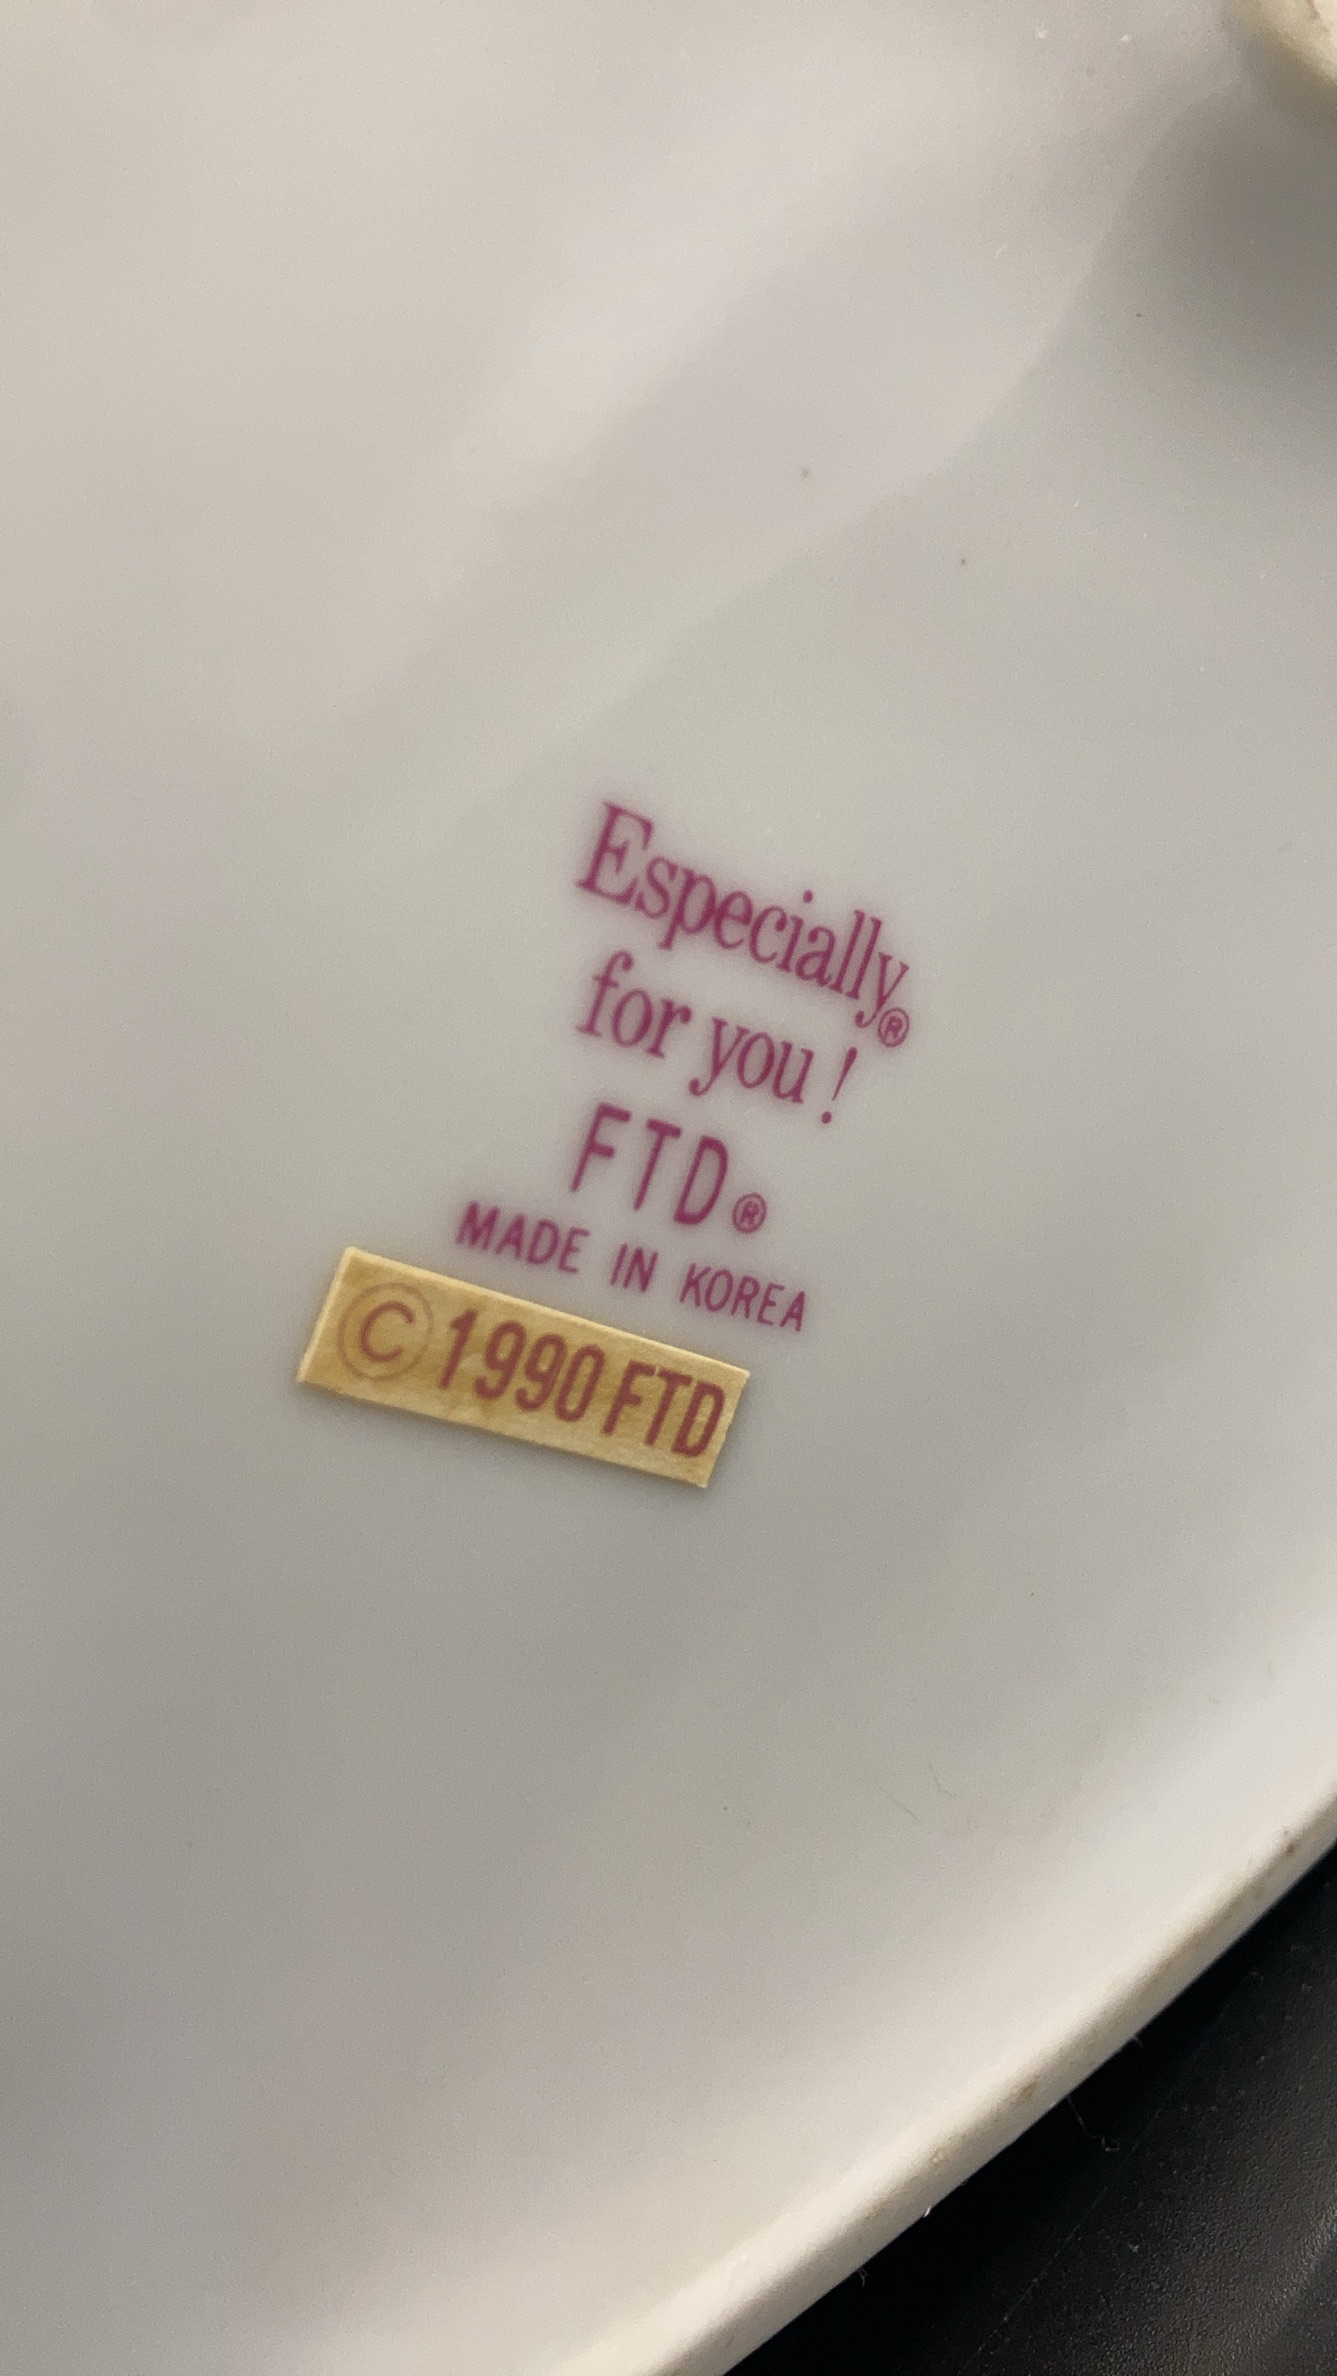 Especially®
for you!
FTD®
MADE IN KOREA
© 1990 FTD